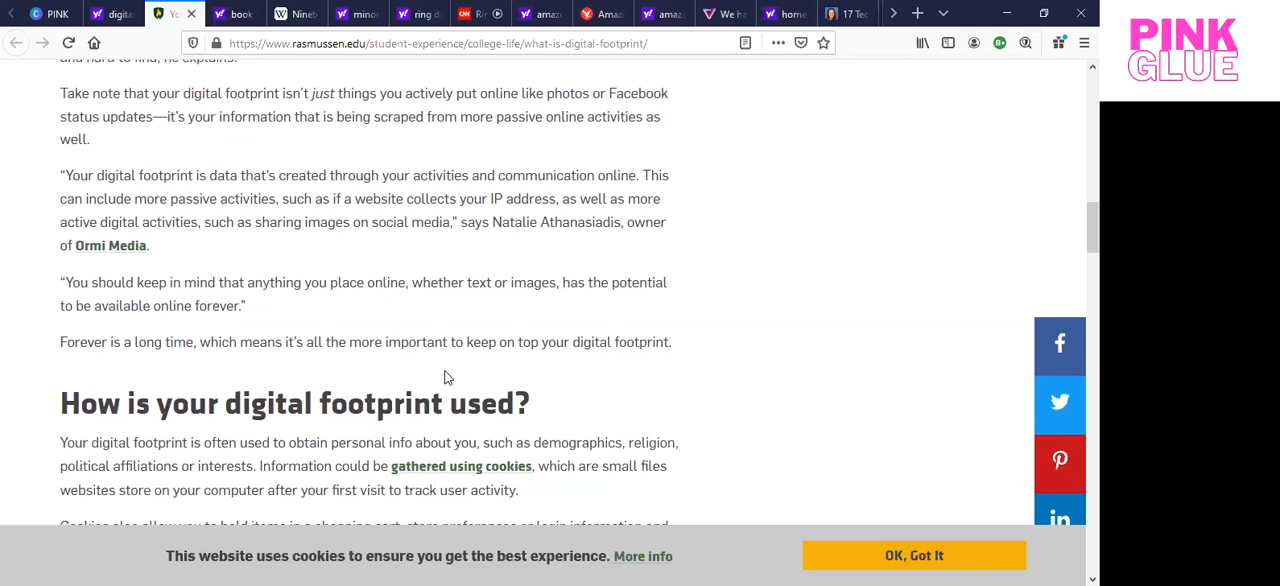 PINK
digita
Yo
book
Ninet
minor
ring d
CNN
Rin
amaz
Amaz
amazo
We ha
home
17 Tec
PINK
GLUE
https://www.rasmussen.edu/student-experience/college-life/what-is-digital-footprint/
and hard to find, he explains.
Take note that your digital footprint isn't just things you actively put online like photos or Facebook
status updates—it's your information that is being scraped from more passive online activities as
well.
“Your digital footprint is data that's created through your activities and communication online. This
can include more passive activities, such as if a website collects your IP address, as well as more
active digital activities, such as sharing images on social media,” says Natalie Athanasiadis, owner
of Ormi Media.
“You should keep in mind that anything you place online, whether text or images, has the potential
to be available online forever.”
Forever is a long time, which means it's all the more important to keep on top your digital footprint.
How is your digital footprint used?
Your digital footprint is often used to obtain personal info about you, such as demographics, religion,
political affiliations or interests. Information could be gathered using cookies, which are small files
websites store on your computer after your first visit to track user activity.
Cookies also allow you to hold items in a shopping cart, store preferences or login information and
This website uses cookies to ensure you get the best experience. More info
OK, Got It